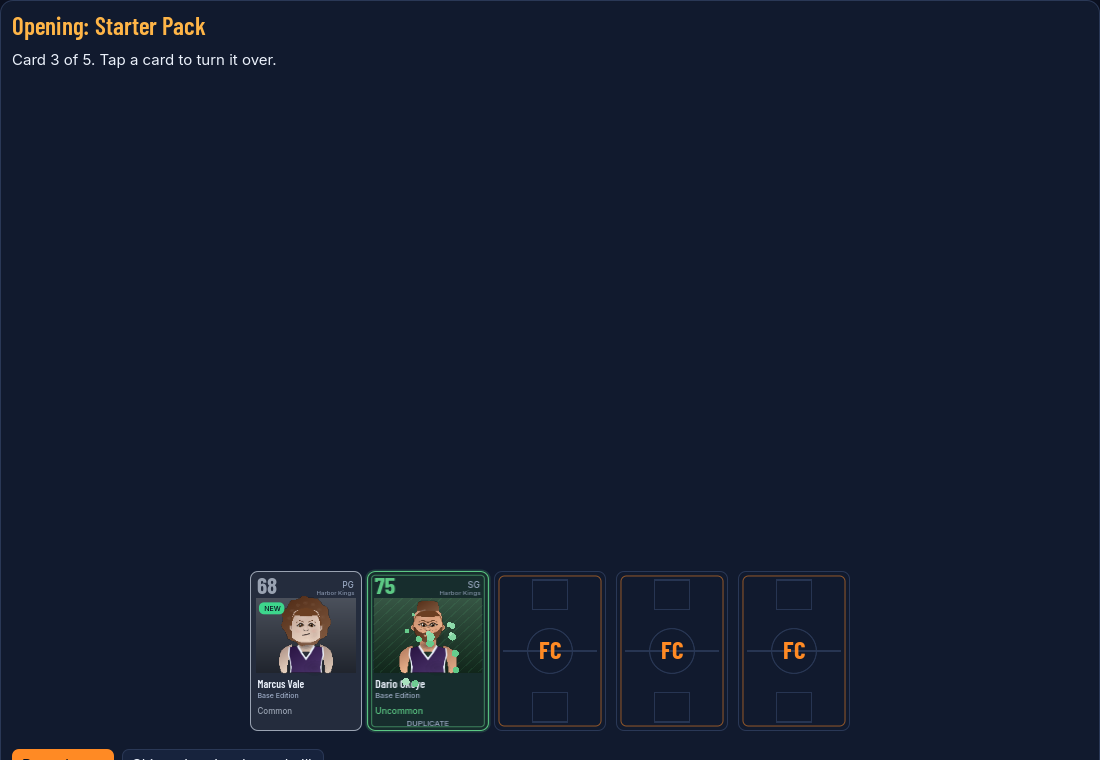 Opening: Starter Pack
Card 3 of 5. Tap a card to turn it over.
68
PG
Harbor Kings
NEW
Marcus Vale
Base Edition
Common
75
SG
Harbor Kings
Dario
Base Edition
Uncommon
DUPLICATE
FC
FC
FC